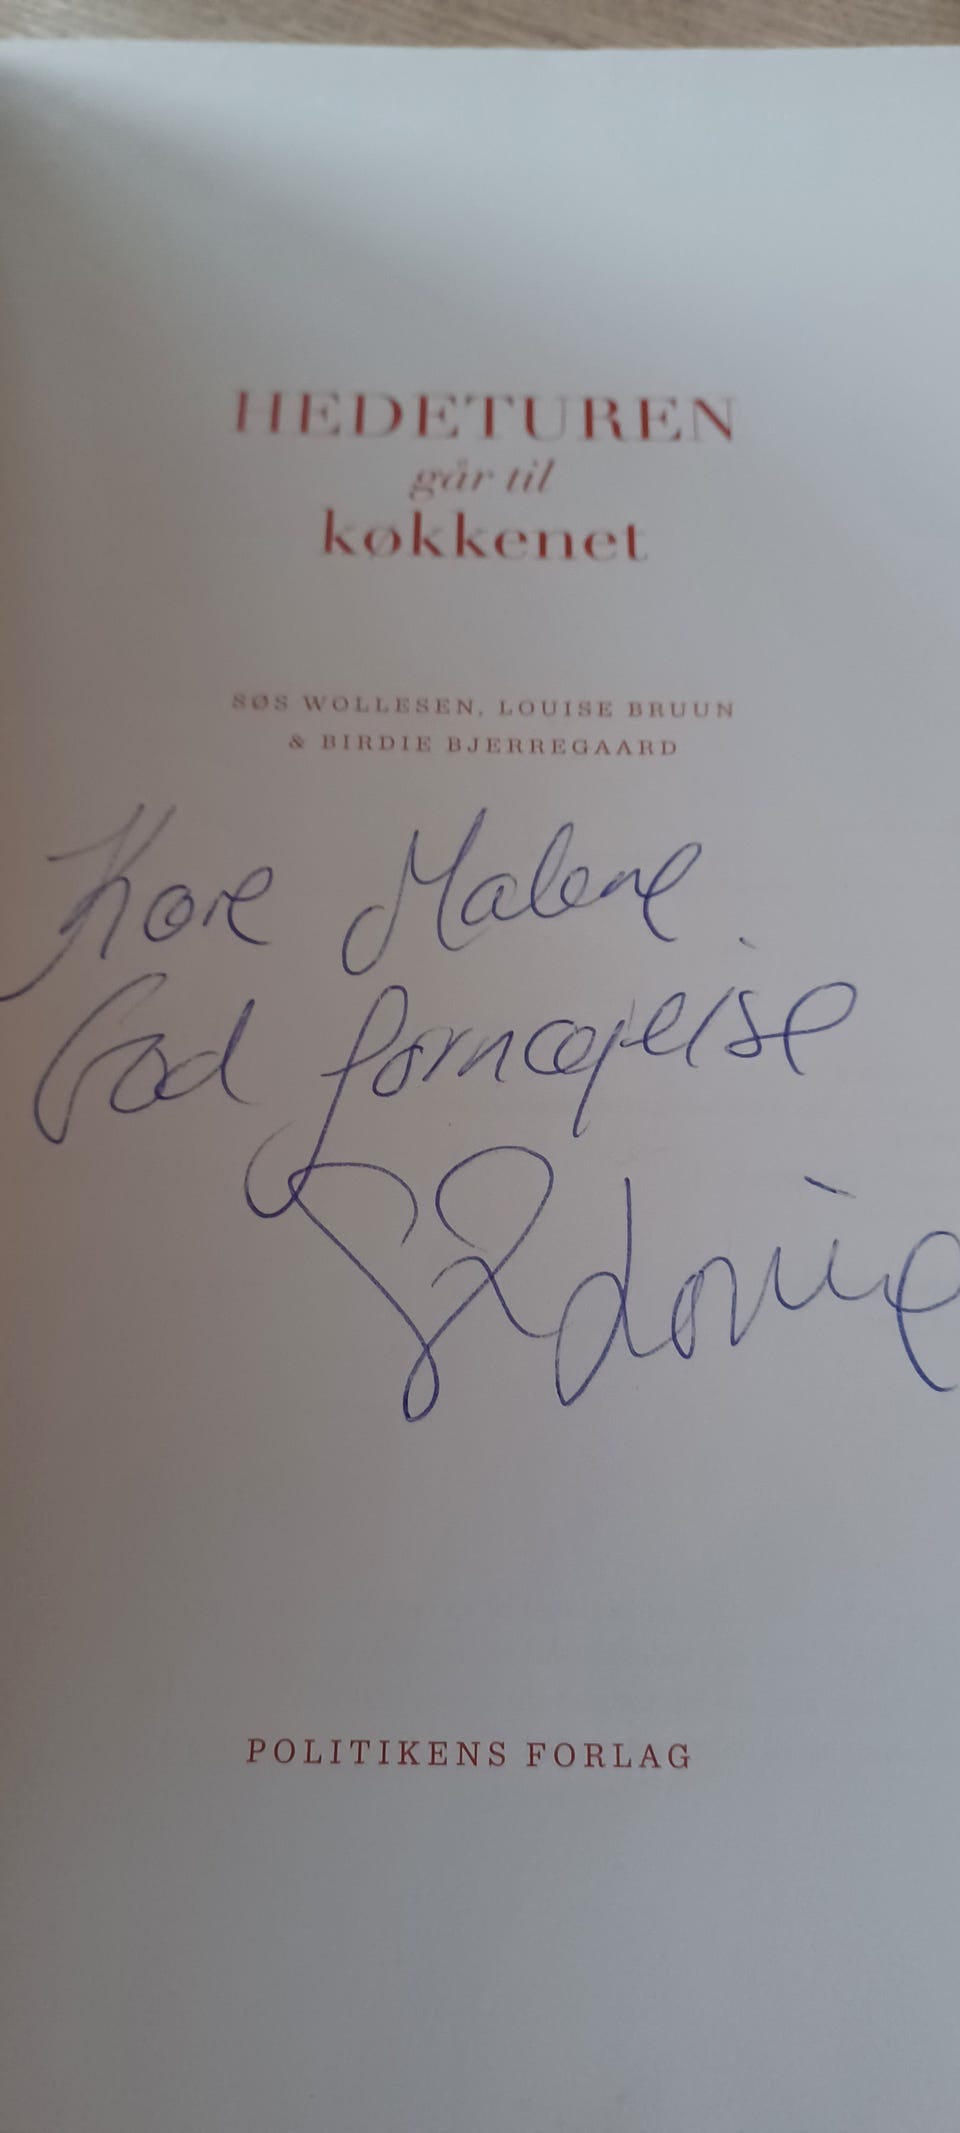 HEDETUREN
går til
køkkenet
SØS WOLLESEN, LOUISE BRUUN
& BIRDIE BJERREGAARD
Kære Malene
God fornøjelse
Louise
POLITIKENS FORLAG